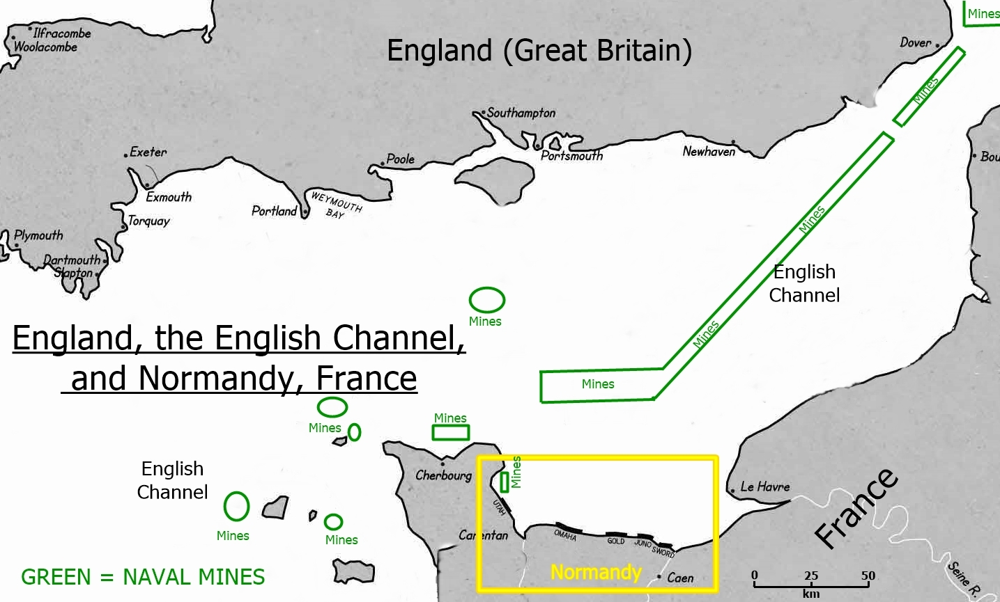 Mines
Ilfracombe
Woolacombe
England (Great Britain)
Dover
Mines
Southampton
Exeter
Poole
Portsmouth
Newhaven
Bou
Exmouth
Portland
WEYMOUTH
BAY
Torquay
Mines
Plymouth
Dartmouth
Slapton
English
Channel
Mines
Mines
England, the English Channel,
and Normandy, France
Mines
Mines
Mines
English
Channel
Cherbourg
Mines
Le Havre
France
UTAH
Mines
Mines
Carentan
OMAHA
GOLD
JUNO
SWORD
Normandy
Caen
GREEN = NAVAL MINES
0 25 50
km
Seine R.